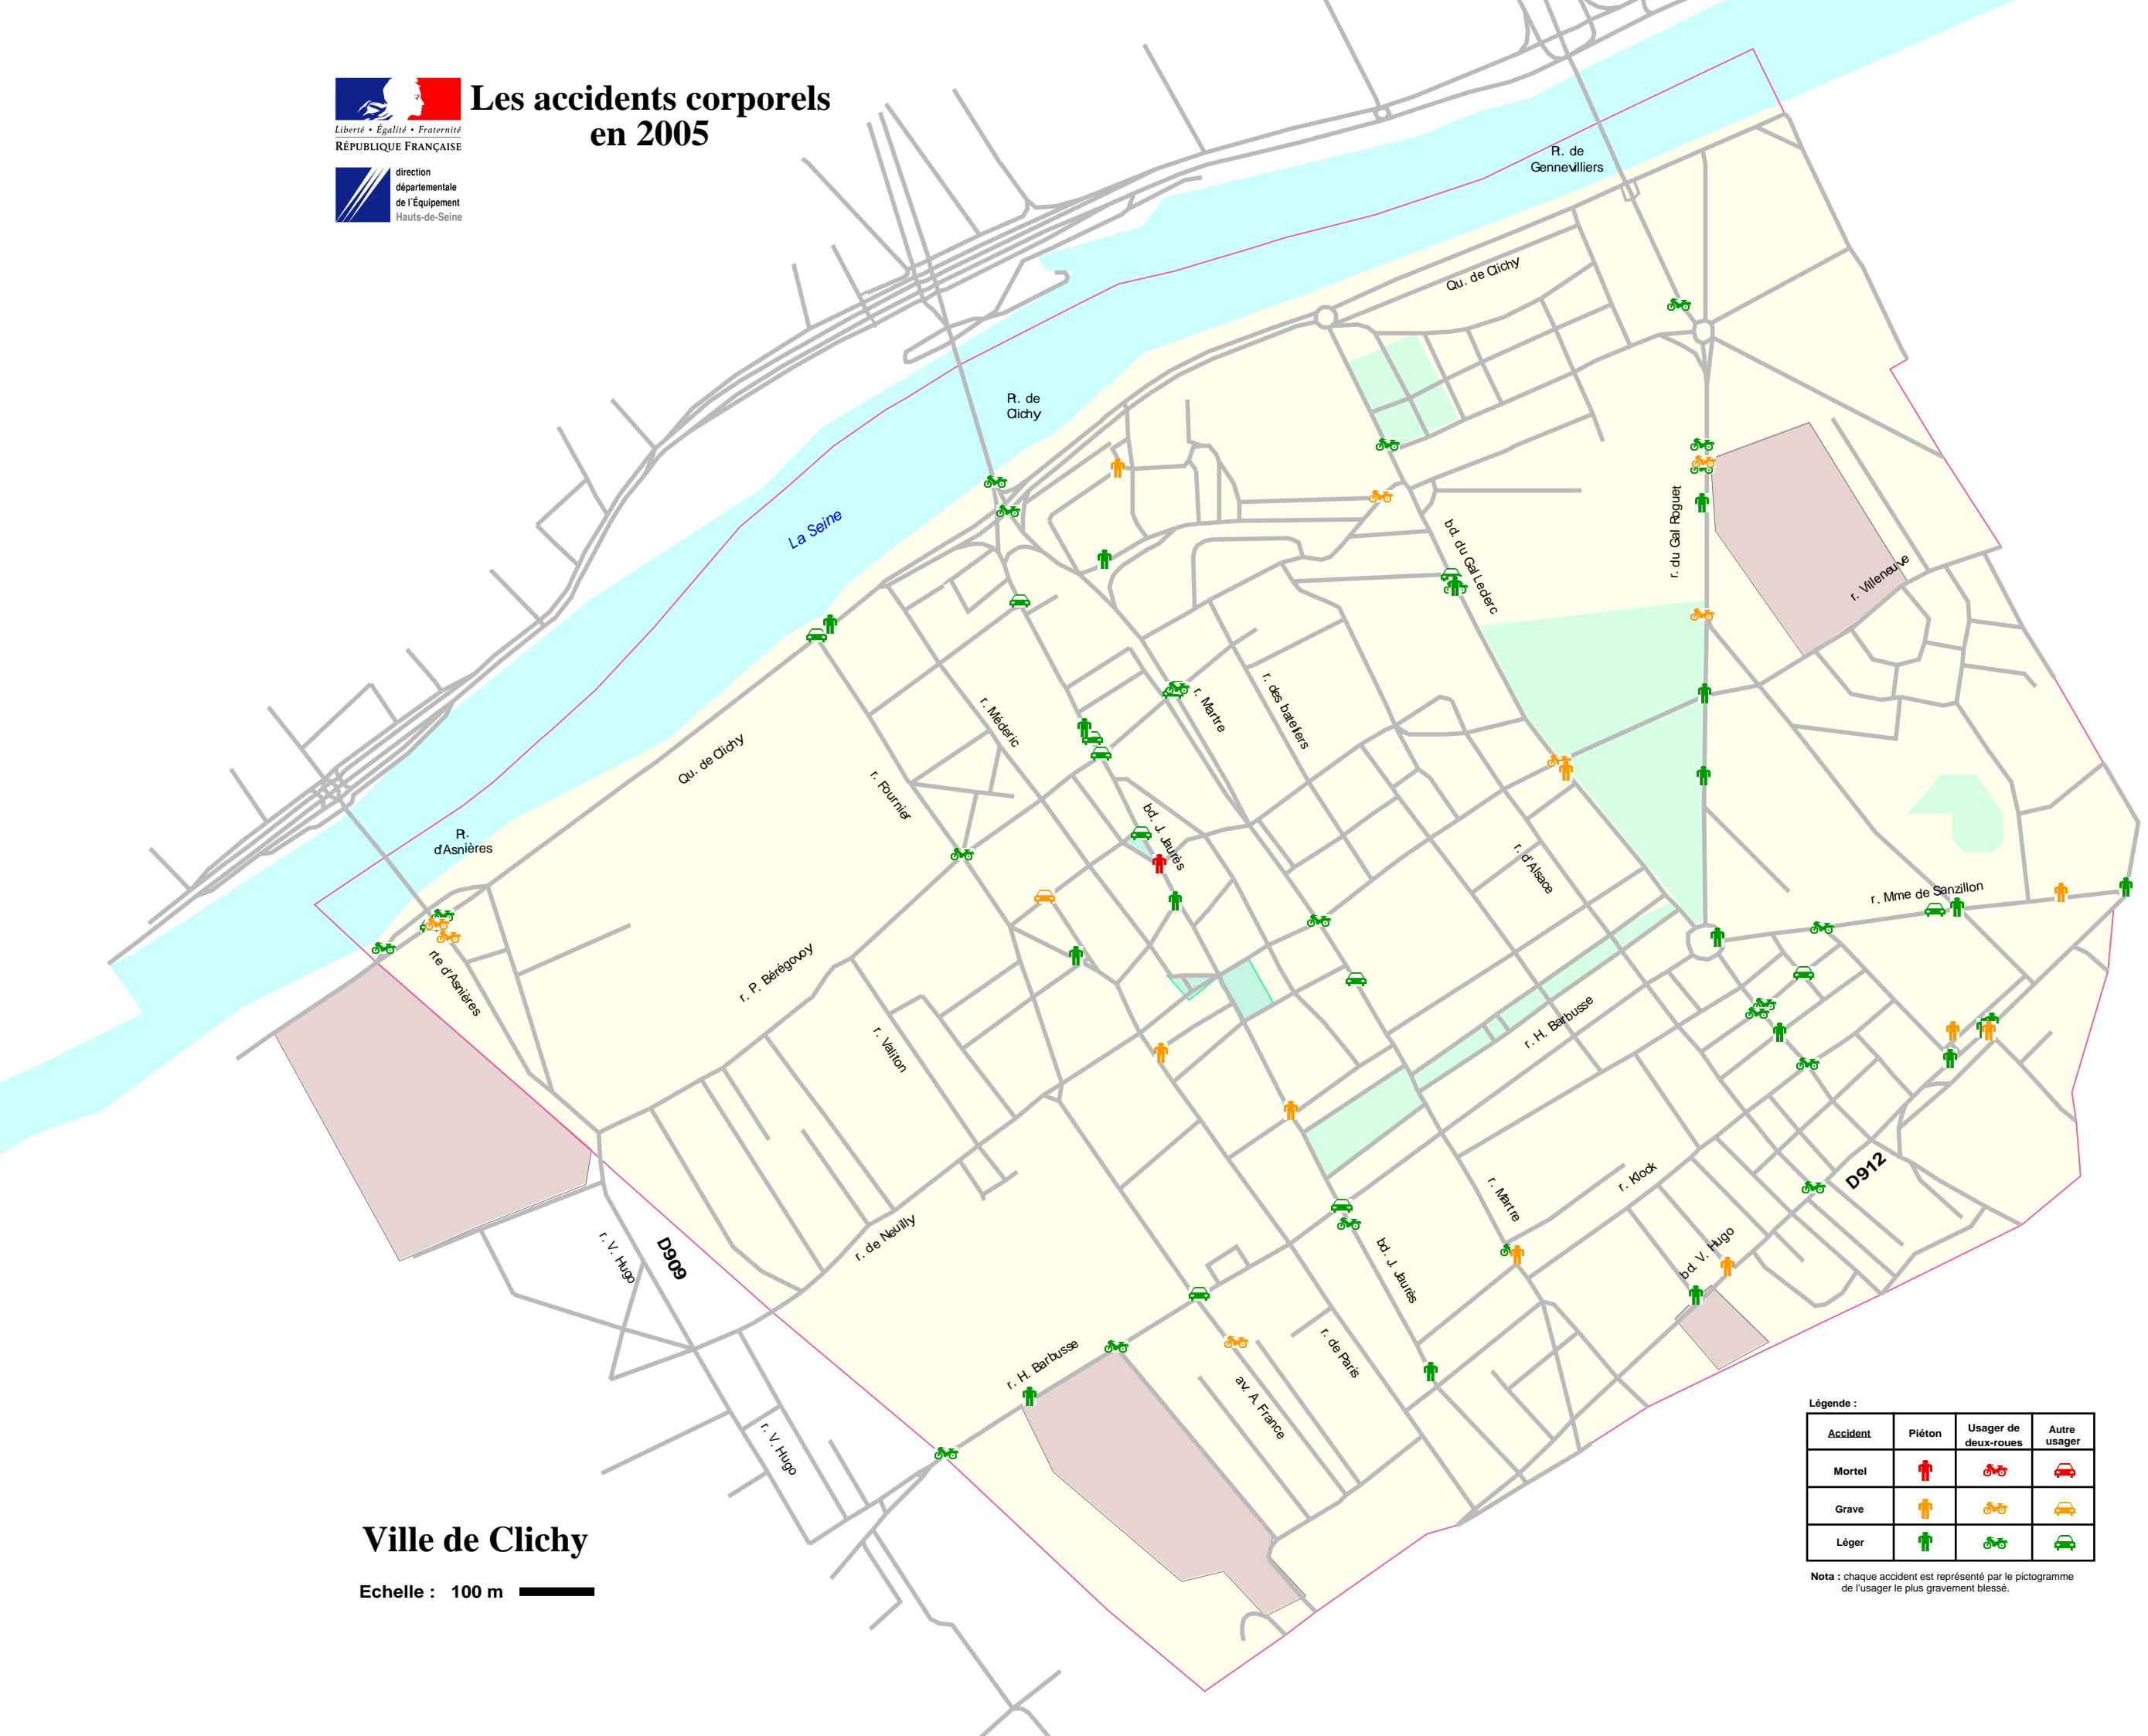 Les accidents corporels
en 2005
Liberté • Égalité • Fraternité
RÉPUBLIQUE FRANÇAISE
direction
départementale
de l'Équipement
Hauts-de-Seine
Pt. de
Gennevilliers
Qu. de Clichy
Pt. de
Clichy
La Seine
r. du Gal Roguet
bd. du Gal Leclerc
r. Villeneuve
r. Martre
r. des bateliers
r. Médéric
Qu. de Clichy
r. Fournier
bd. J. Jaurès
Pt.
d'Asnières
r. d'Alsace
r. Mme de Sanzillon
rte d'Asnières
r. P. Bérégovoy
r. H. Barbusse
r. Valiton
r. Klock
D912
r. Martre
r. de Neuilly
r. V. Hugo
D909
bd. J. Jaurès
bd. V. Hugo
r. H. Barbusse
r. de Paris
av. A. France
r. V. Hugo
Ville de Clichy
Echelle : 100 m
Légende :
Accident Piéton Usager de deux-roues Autre usager
Mortel
Grave
Léger
Nota : chaque accident est représenté par le pictogramme
de l'usager le plus gravement blessé.